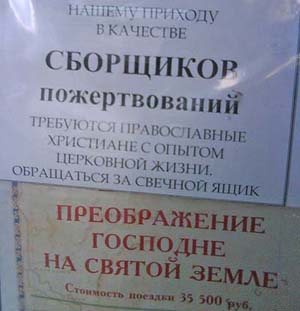 НАШЕМУ ПРИХОДУ
В КАЧЕСТВЕ
СБОРЩИКОВ
пожертвований
ТРЕБУЮТСЯ ПРАВОСЛАВНЫЕ
ХРИСТИАНЕ С ОПЫТОМ
ЦЕРКОВНОЙ ЖИЗНИ.
ОБРАЩАТЬСЯ ЗА СВЕЧНОЙ ЯЩИК
ПРЕОБРАЖЕНИЕ
ГОСПОДНЕ
НА СВЯТОЙ ЗЕМЛЕ
Стоимость поездки 35 500 руб.